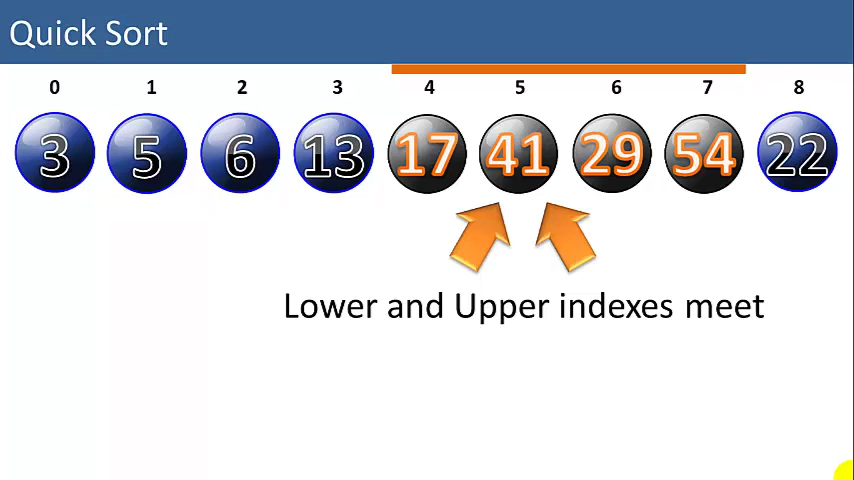 Quick Sort
0 1 2 3 4 5 6 7 8
3 5 6 13 17 41 29 54 22
Lower and Upper indexes meet